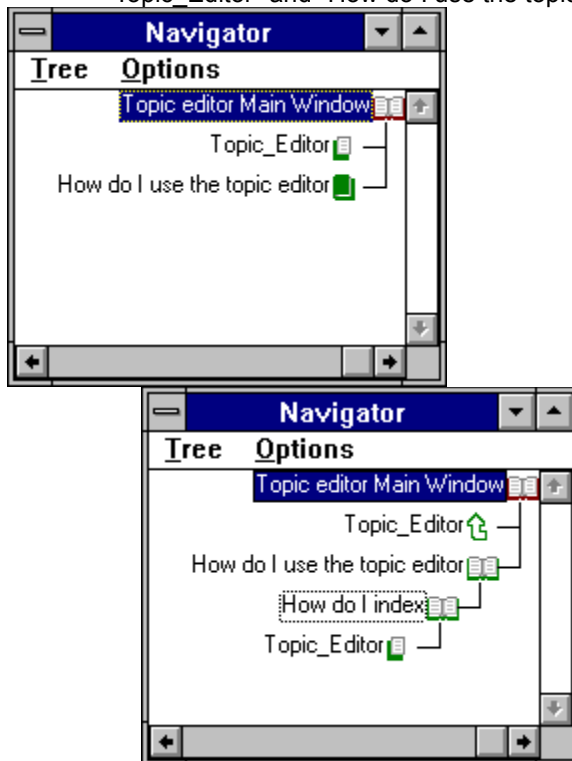 "Topic_Editor" and "How do I use the topic
Navigator
Tree Options
Topic editor Main Window
Topic_Editor
How do I use the topic editor
Navigator
Tree Options
Topic editor Main Window
Topic_Editor
How do I use the topic editor
How do I index
Topic_Editor